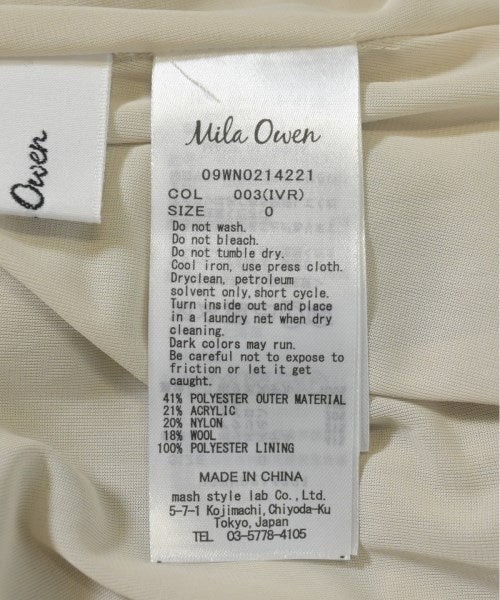 Owen
Mila Owen
09WNO214221
COL 003(IVR)
SIZE 0
Do not wash.
Do not bleach.
Do not tumble dry.
Cool iron, use press cloth.
Dryclean, petroleum
solvent only, short cycle.
Turn inside out and place
in a laundry net when dry
cleaning.
Dark colors may run.
Be careful not to expose to
friction or let it get
caught.
41% POLYESTER OUTER MATERIAL
21% ACRYLIC
20% NYLON
18% WOOL
100% POLYESTER LINING
MADE IN CHINA
mash style lab Co.,Ltd.
5-7-1 Kojimachi, Chiyoda-Ku
Tokyo, Japan
TEL 03-5778-4105